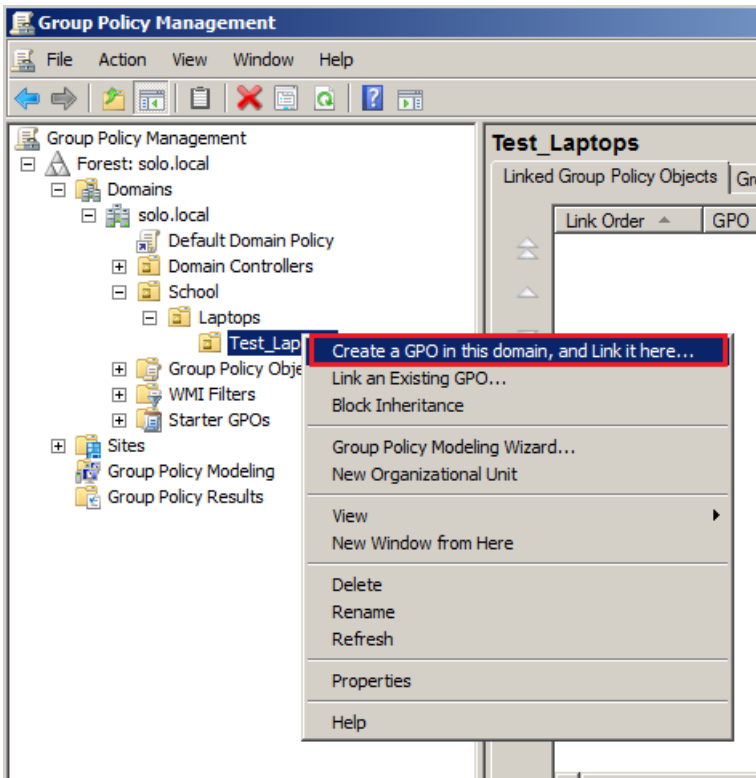 Group Policy Management
File Action View Window Help
Group Policy Management
Forest: solo.local
Domains
solo.local
Default Domain Policy
Domain Controllers
School
Laptops
Test_Lap
Group Policy Obje
WMI Filters
Starter GPOs
Sites
Group Policy Modeling
Group Policy Results
Test_Laptops
Linked Group Policy Objects Gr
Link Order GPO
Create a GPO in this domain, and Link it here...
Link an Existing GPO...
Block Inheritance
Group Policy Modeling Wizard...
New Organizational Unit
View
New Window from Here
Delete
Rename
Refresh
Properties
Help